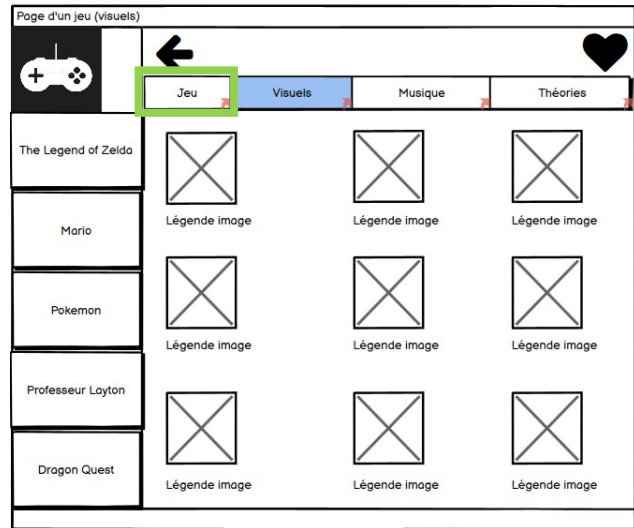 Page d'un jeu (visuels)
Jeu
Visuels
Musique
Théories
The Legend of Zelda
Mario
Pokemon
Professeur Layton
Dragon Quest
Légende image
Légende image
Légende image
Légende image
Légende image
Légende image
Légende image
Légende image
Légende image